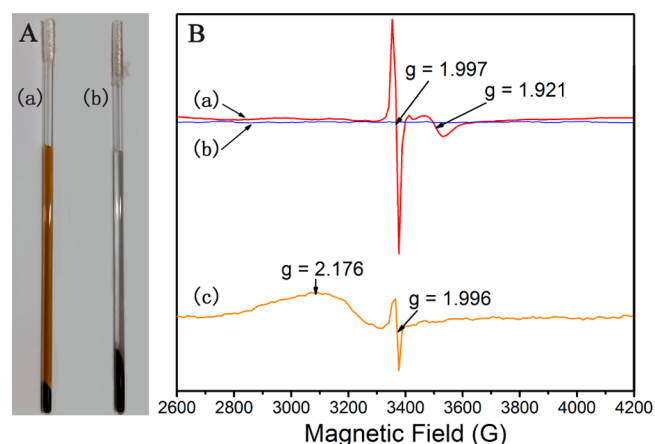 A
(a)
(b)
B
(a)
(b)
g = 1.997
g = 1.921
g = 2.176
(c)
g = 1.996
2600 2800 3000 3200 3400 3600 3800 4000 4200
Magnetic Field (G)